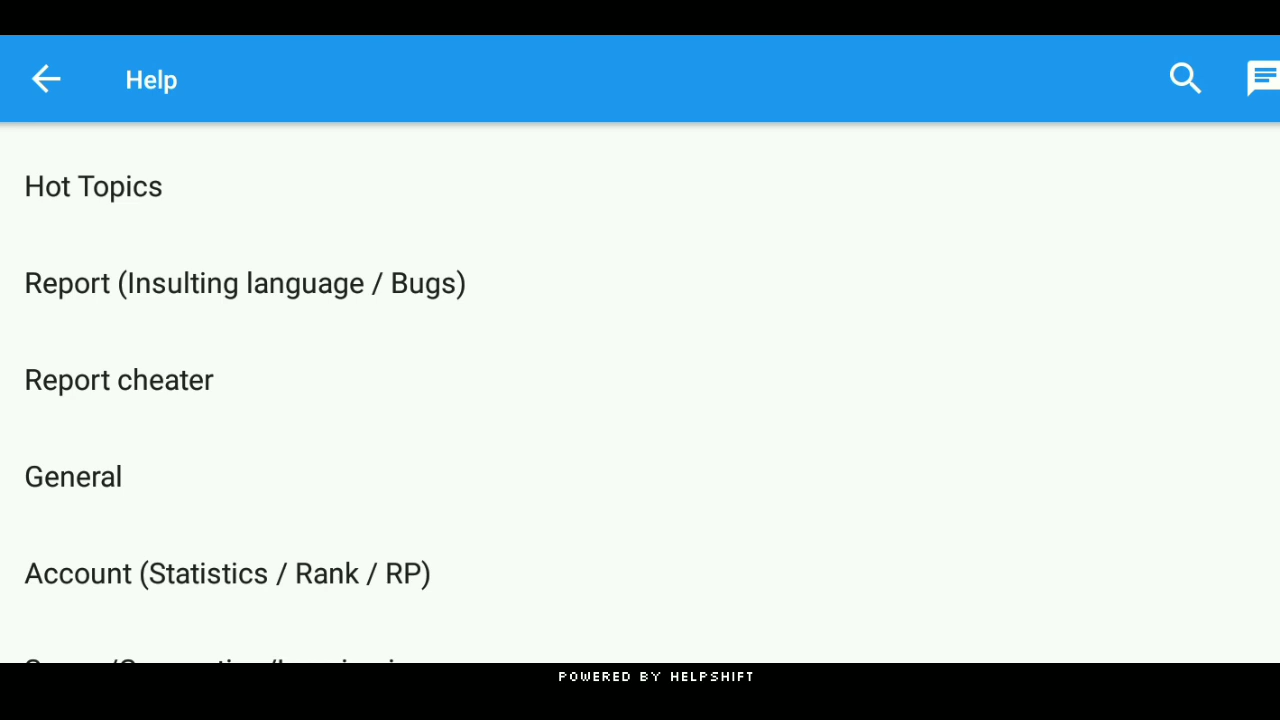 Help
Hot Topics
Report (Insulting language / Bugs)
Report cheater
General
Account (Statistics / Rank / RP)
POWERED BY HELPSHIFT